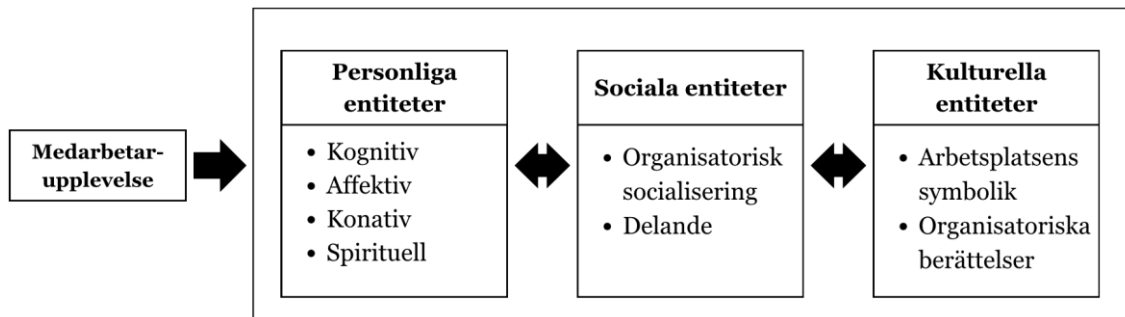 Medarbetar-
upplevelse
Personliga
entiteter
• Kognitiv
• Affektiv
• Konativ
• Spirituell
Sociala entiteter
• Organisatorisk
socialisering
• Delande
Kulturella
entiteter
• Arbetsplatsens
symbolik
• Organisatoriska
berättelser